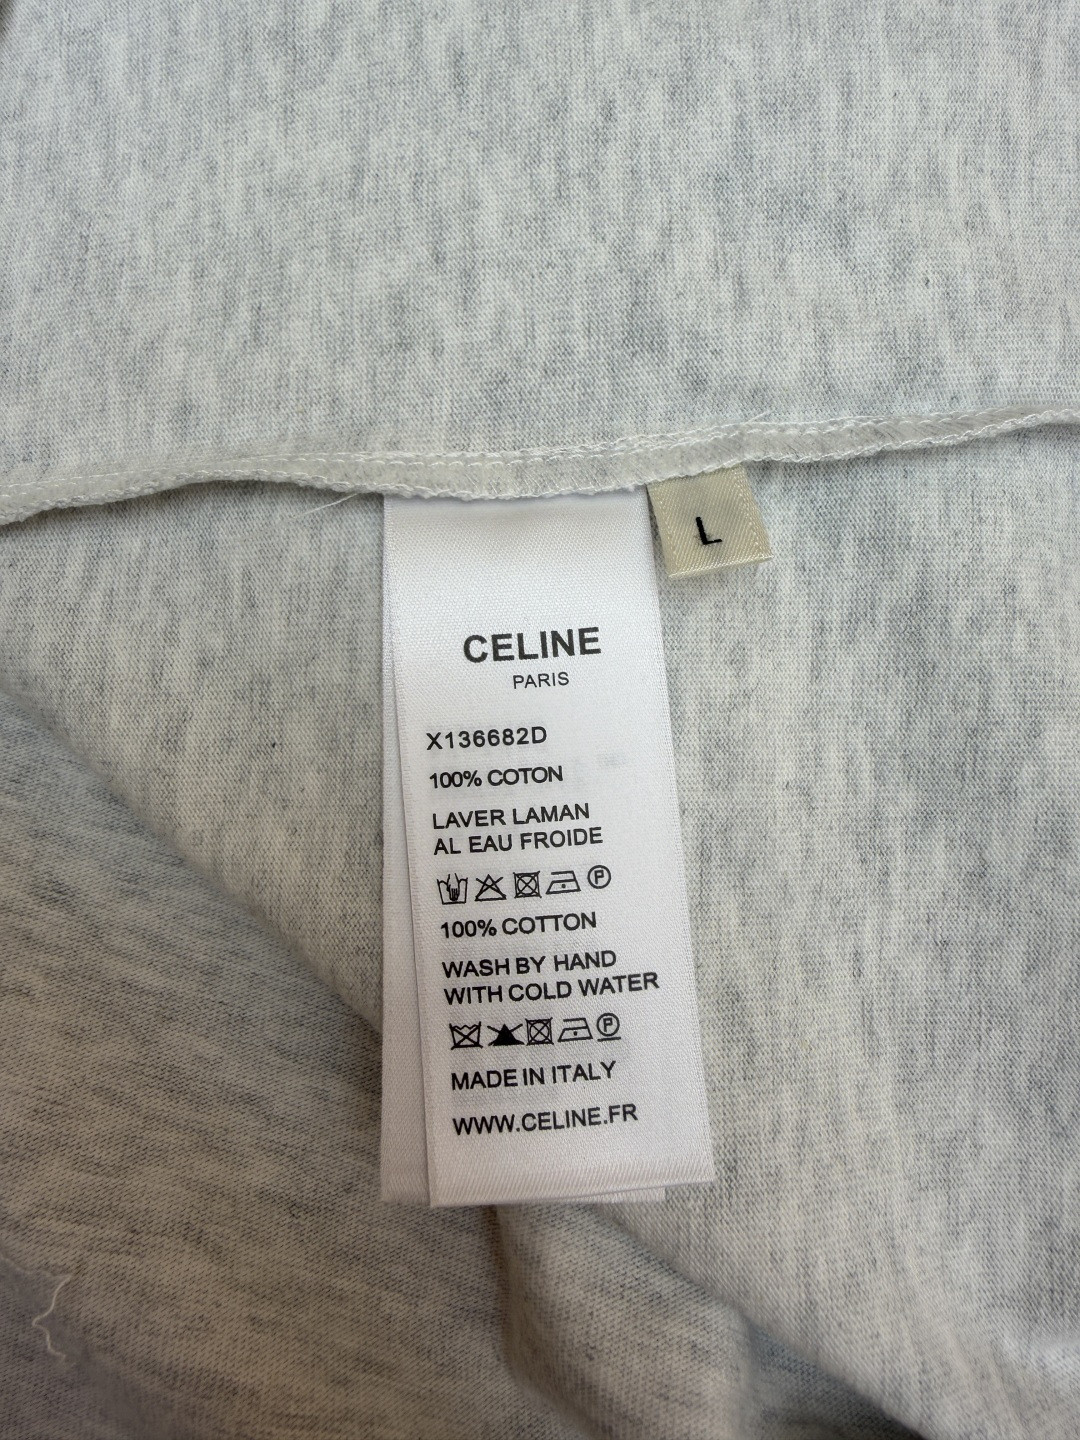 L
CELINE
PARIS
X136682D
100% COTON
LAVER LAMAN
AL EAU FROIDE
P
100% COTTON
WASH BY HAND
WITH COLD WATER
P
MADE IN ITALY
WWW.CELINE.FR